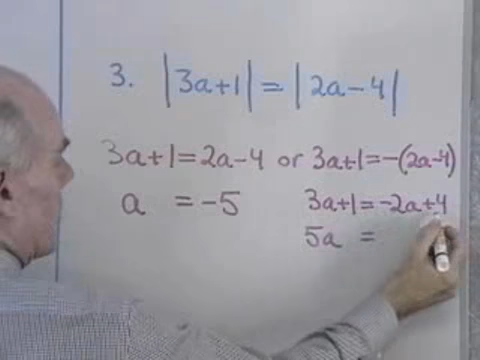 3. |3a+1| = |2a-4|
3a+1=2a-4 or 3a+1=-(2a-4)
a = -5 3a+1=-2a+4
5a =